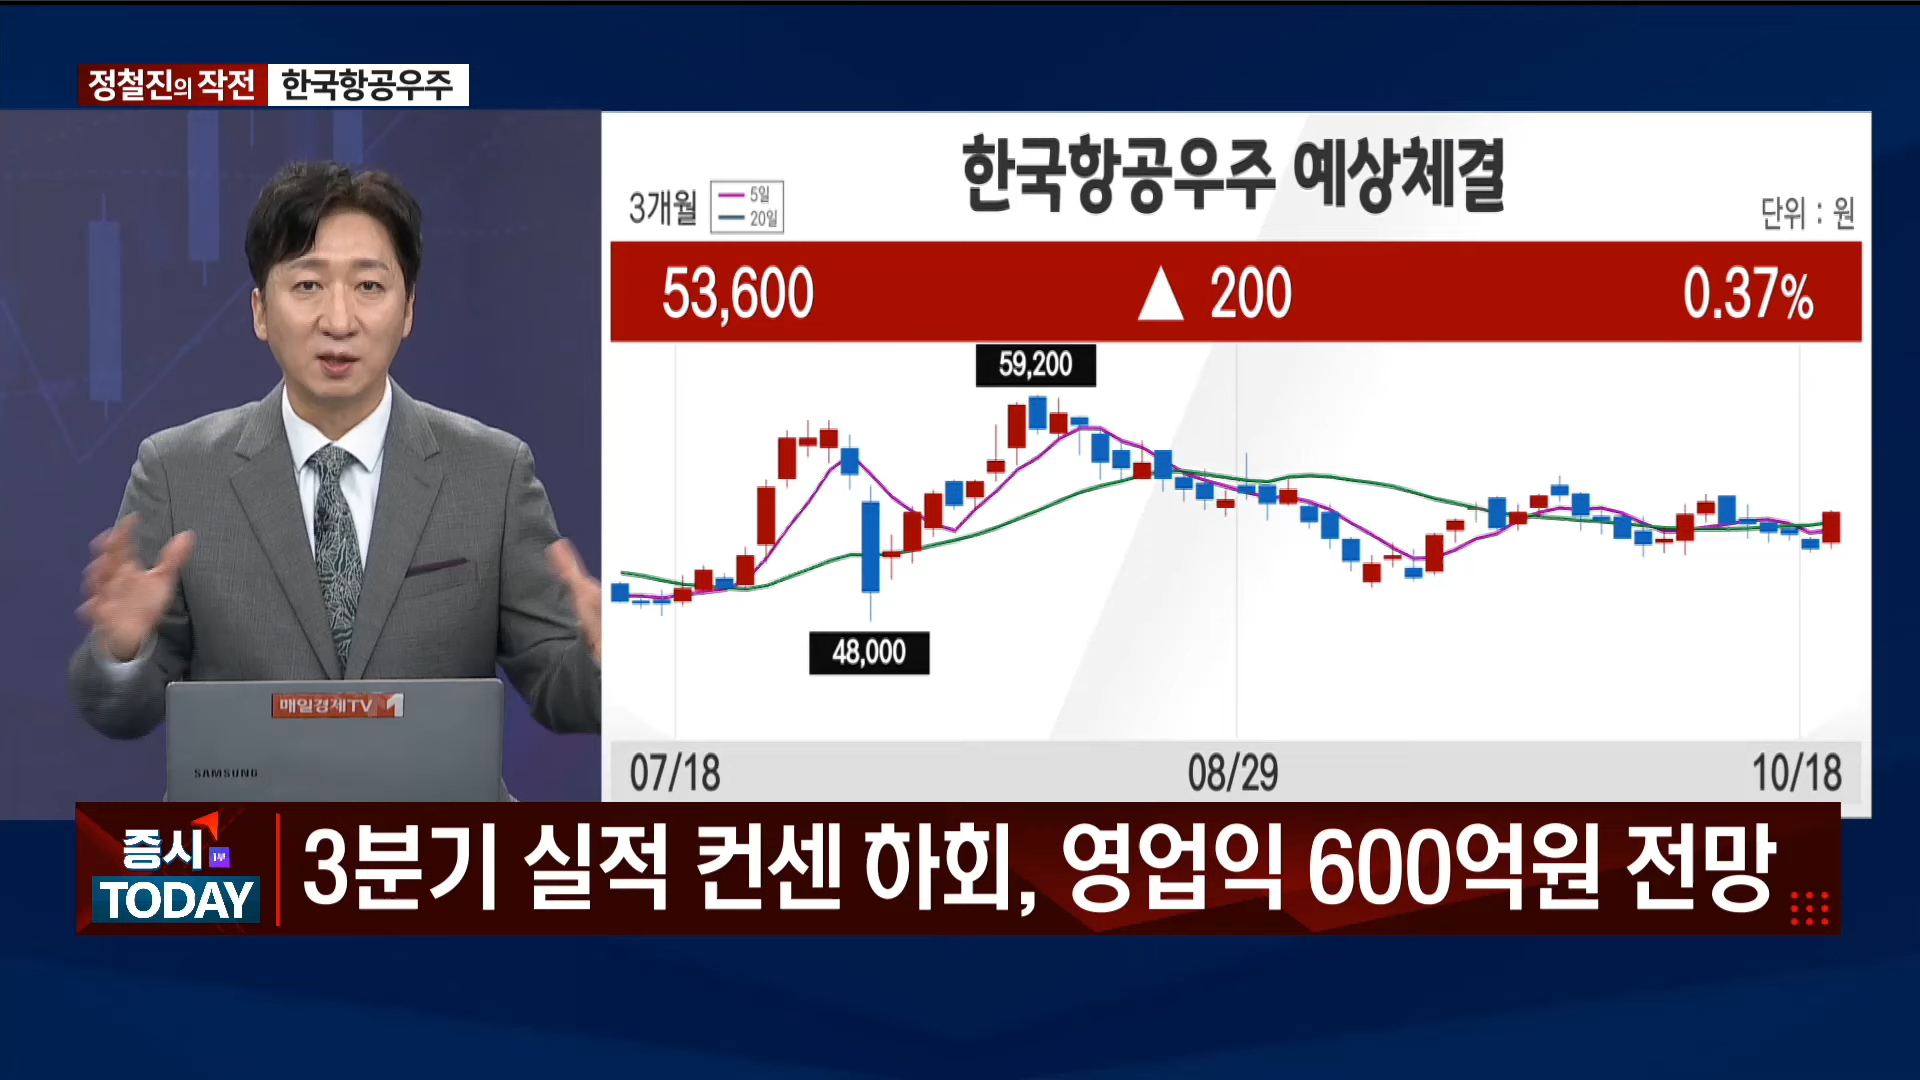 정철진의 작전 한국항공우주
한국항공우주 예상체결
3개월
5일
20일
단위 : 원
53,600 ▲ 200 0.37%
59,200
48,000
07/18 08/29 10/18
매일경제TV 1
SAMSUNG
증시 1부
TODAY
3분기 실적 컨센 하회, 영업익 600억원 전망